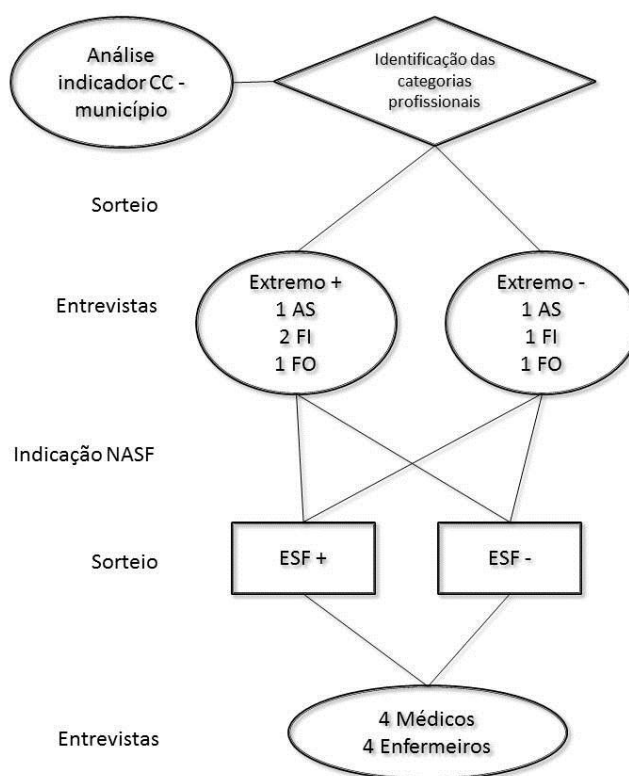 Análise
indicador CC -
município
Identificação das
categorias
profissionais
Sorteio
Entrevistas
Extremo +
1 AS
2 FI
1 FO
Extremo -
1 AS
1 FI
1 FO
Indicação NASF
Sorteio
ESF +
ESF -
Entrevistas
4 Médicos
4 Enfermeiros